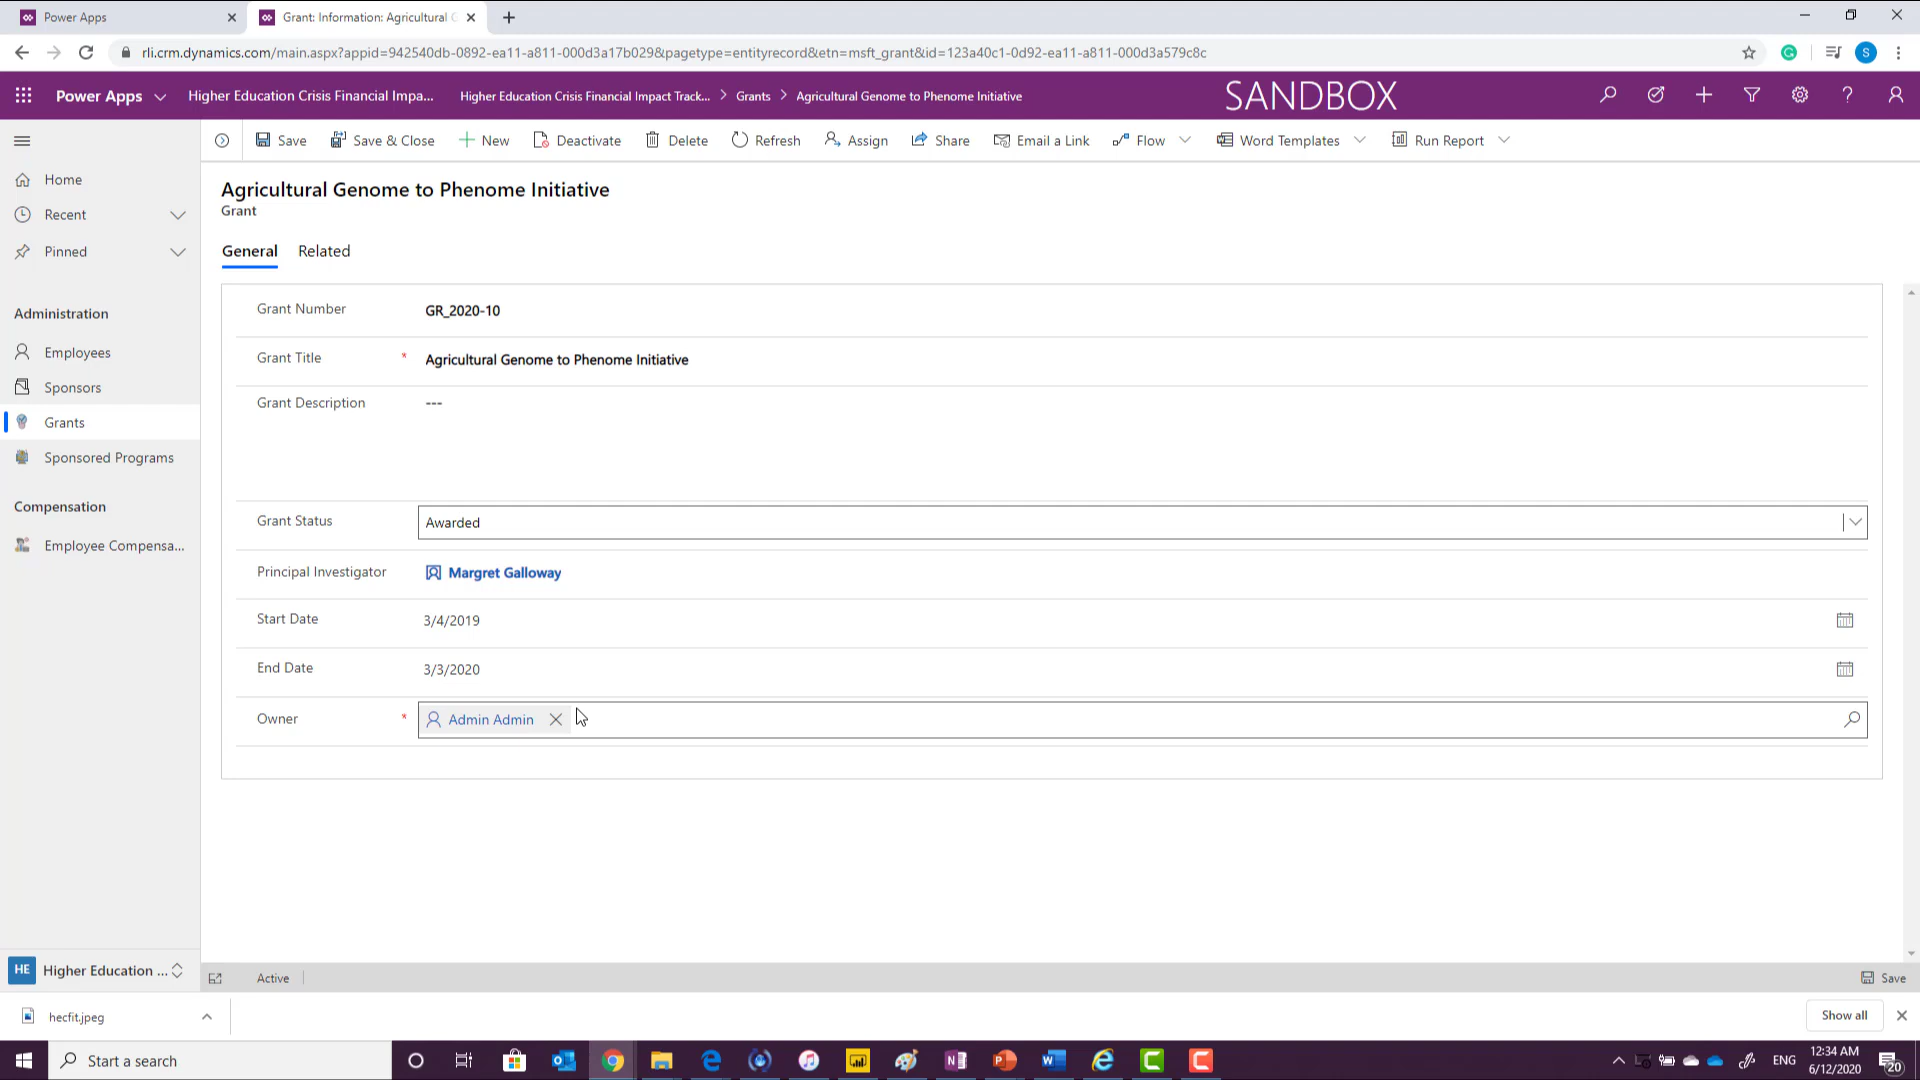 Power Apps
Grant: Information: Agricultural G
rli.crm.dynamics.com/main.aspx?appid=942540db-0892-ea11-a811-000d3a17b029&pagetype=entityrecord&etn=msft_grant&id=123a40c1-0d92-ea11-a811-000d3a579c8c
S
Power Apps
Higher Education Crisis Financial Impa...
Higher Education Crisis Financial Impact Track... > Grants > Agricultural Genome to Phenome Initiative
SANDBOX
Save
Save & Close
New
Deactivate
Delete
Refresh
Assign
Share
Email a Link
Flow
Word Templates
Run Report
Home
Recent
Pinned
Administration
Employees
Sponsors
Grants
Sponsored Programs
Compensation
Employee Compensa...
HE Higher Education ...
Agricultural Genome to Phenome Initiative
Grant
General
Related
Grant Number GR_2020-10
Grant Title * Agricultural Genome to Phenome Initiative
Grant Description ---
Grant Status Awarded
Principal Investigator Margret Galloway
Start Date 3/4/2019
End Date 3/3/2020
Owner * Admin Admin
Active
Save
hecfit.jpeg
Show all
Start a search
ENG
12:34 AM
6/12/2020
20